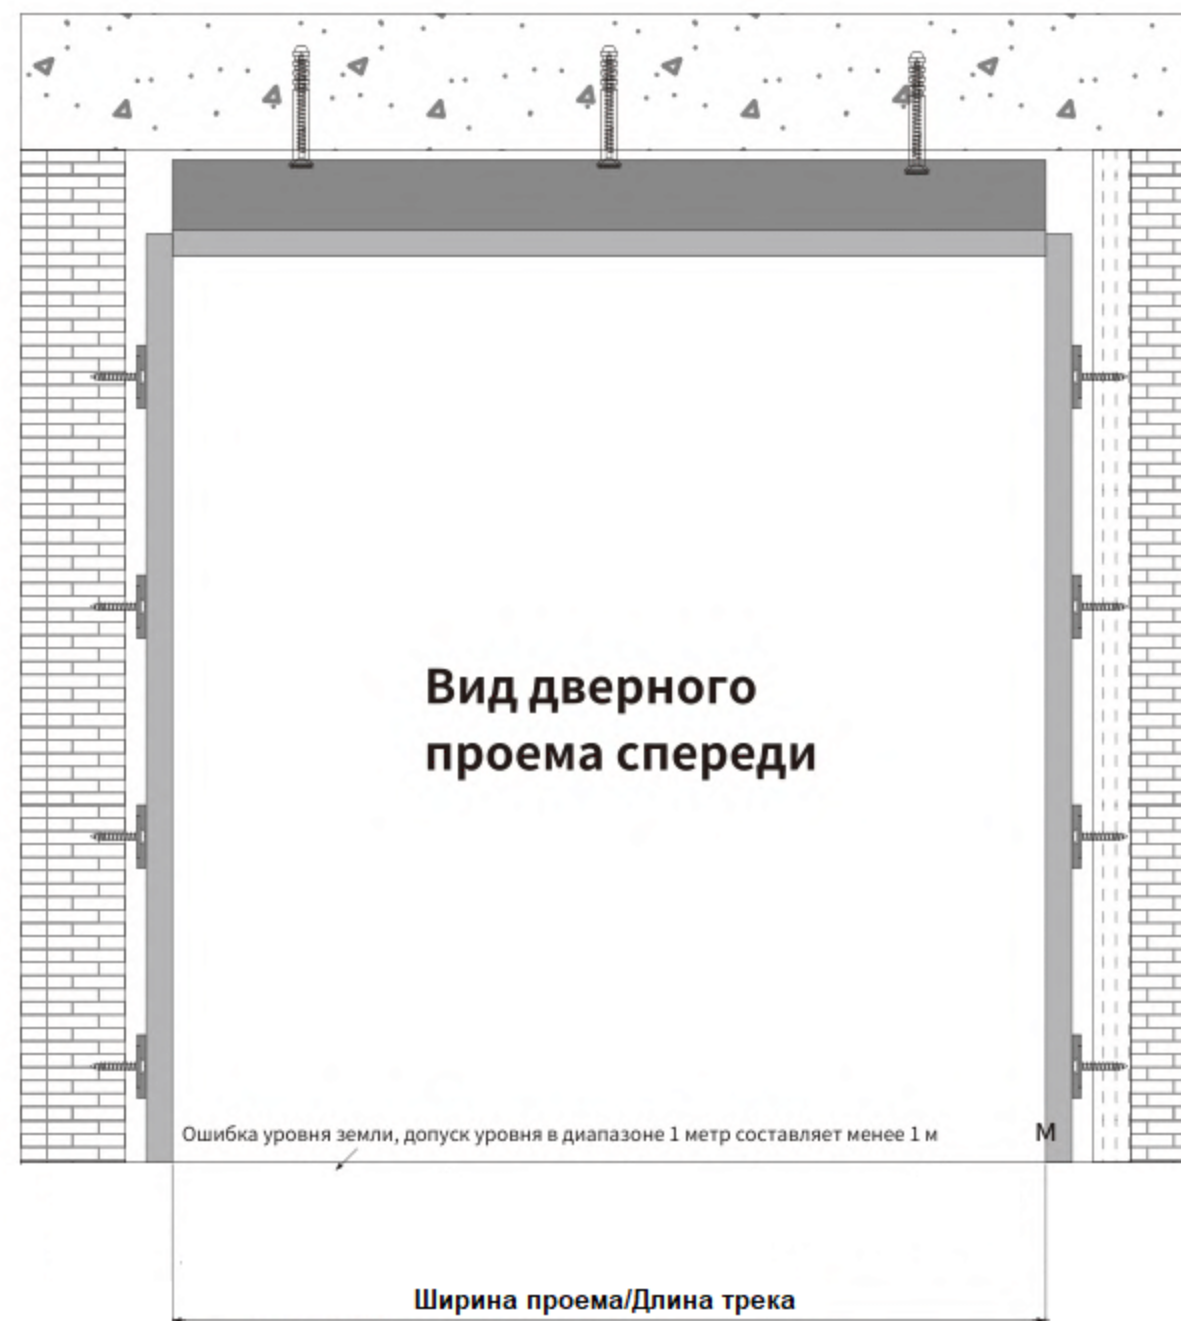 Вид дверного
проема спереди
Ошибка уровня земли, допуск уровня в диапазоне 1 метр составляет менее 1 м м
Ширина проема/Длина трека